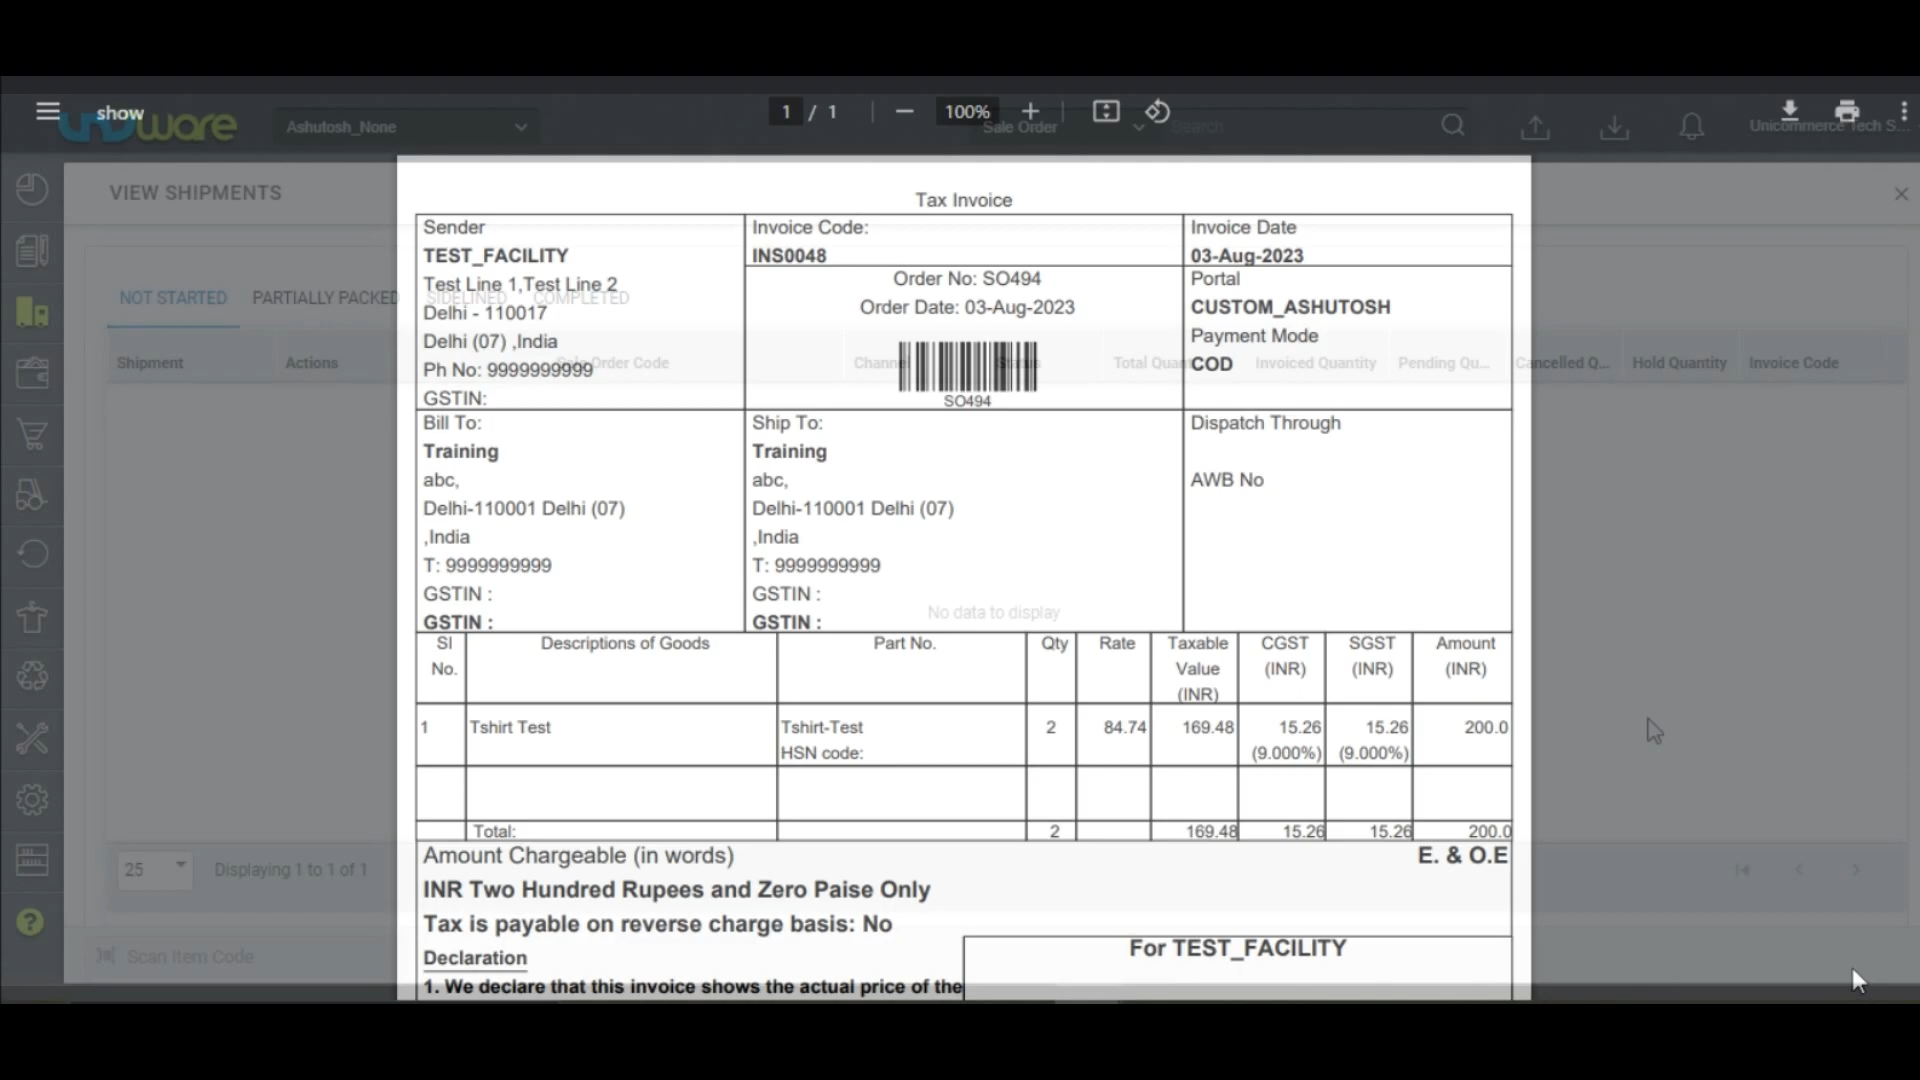 show
uniware
Ashutosh_None
1 / 1
100%
Sale Order
Search
Unicommerce Tech S...
VIEW SHIPMENTS
NOT STARTED
PARTIALLY PACKED
SIDELINED
COMPLETED
Shipment
Actions
Sale Order Code
Channel
Status
Total Quan
Invoiced Quantity
Pending Qu...
Cancelled Q...
Hold Quantity
Invoice Code
Tax Invoice
Sender
TEST_FACILITY
Test Line 1,Test Line 2
Delhi - 110017
Delhi (07) ,India
Ph No: 9999999999
GSTIN:
Invoice Code:
INS0048
Order No: SO494
Order Date: 03-Aug-2023
SO494
Invoice Date
03-Aug-2023
Portal
CUSTOM_ASHUTOSH
Payment Mode
COD
Bill To:
Training
abc,
Delhi-110001 Delhi (07)
,India
T: 9999999999
GSTIN :
GSTIN :
Ship To:
Training
abc,
Delhi-110001 Delhi (07)
,India
T: 9999999999
GSTIN :
GSTIN :
Dispatch Through
AWB No
No data to display
SI No. Descriptions of Goods Part No. Qty Rate Taxable Value (INR) CGST (INR) SGST (INR) Amount (INR)
1 Tshirt Test Tshirt-Test 2 84.74 169.48 15.26 15.26 200.0
HSN code: (9.000%) (9.000%)
Total: 2 169.48 15.26 15.26 200.0
Amount Chargeable (in words) E. & O.E
INR Two Hundred Rupees and Zero Paise Only
Tax is payable on reverse charge basis: No
Declaration
1. We declare that this invoice shows the actual price of the
For TEST_FACILITY
25
Displaying 1 to 1 of 1
Scan Item Code